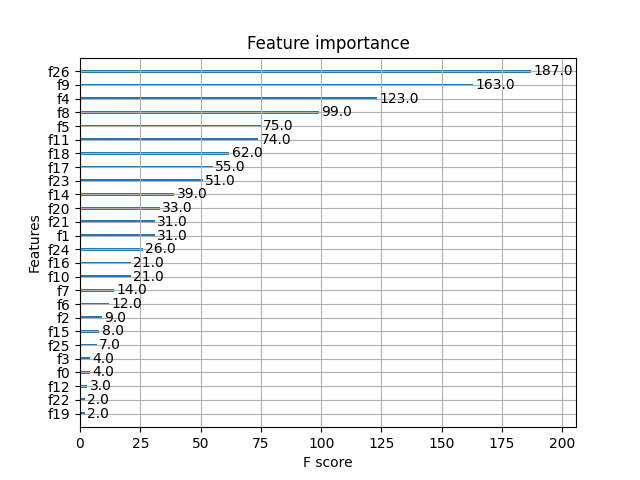 Feature importance
f26 187.0
f9 163.0
f4 123.0
f8 99.0
f5 75.0
f11 74.0
f18 62.0
f17 55.0
f23 51.0
f14 39.0
f20 33.0
f21 31.0
f1 31.0
f24 26.0
f16 21.0
f10 21.0
f7 14.0
f6 12.0
f2 9.0
f15 8.0
f25 7.0
f3 4.0
f0 4.0
f12 3.0
f22 2.0
f19 2.0
Features
0 25 50 75 100 125 150 175 200
F score